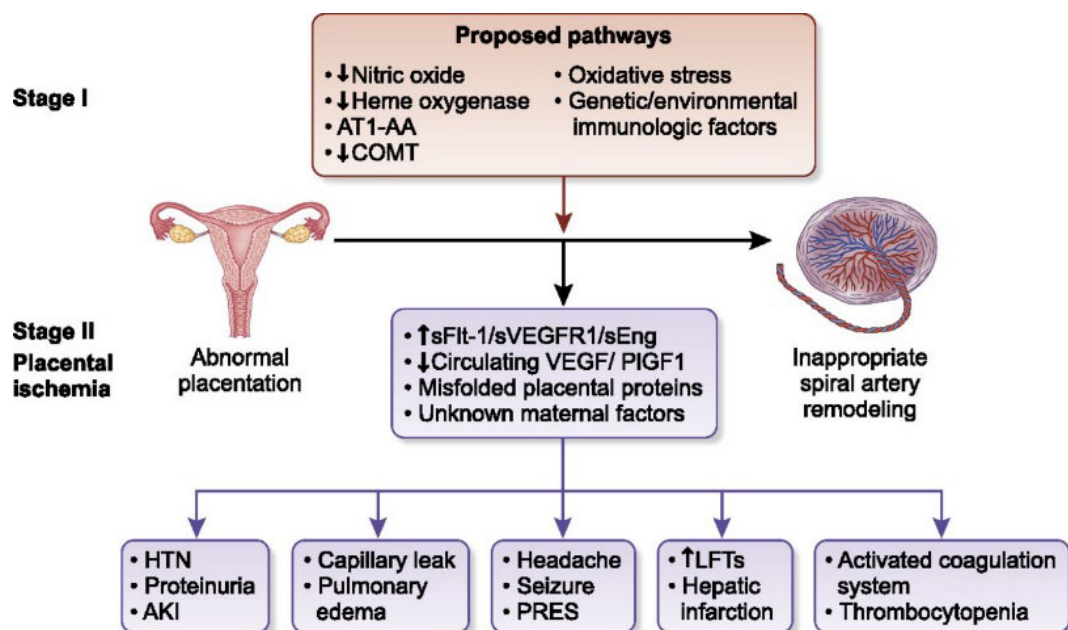 Proposed pathways
• ↓Nitric oxide
• ↓Heme oxygenase
AT1-AA
• ↓COMT
• Oxidative stress
• Genetic/environmental
immunologic factors
Stage I
Abnormal
placentation
Inappropriate
spiral artery
remodeling
Stage II
Placental
ischemia
• ↑sFlt-1/sVEGFR1/sEng
• ↓Circulating VEGF/ PIGF1
• Misfolded placental proteins
• Unknown maternal factors
• HTN
• Proteinuria
• AKI
• Capillary leak
• Pulmonary
edema
• Headache
• Seizure
• PRES
• ↑LFTs
• Hepatic
infarction
• Activated coagulation
system
• Thrombocytopenia